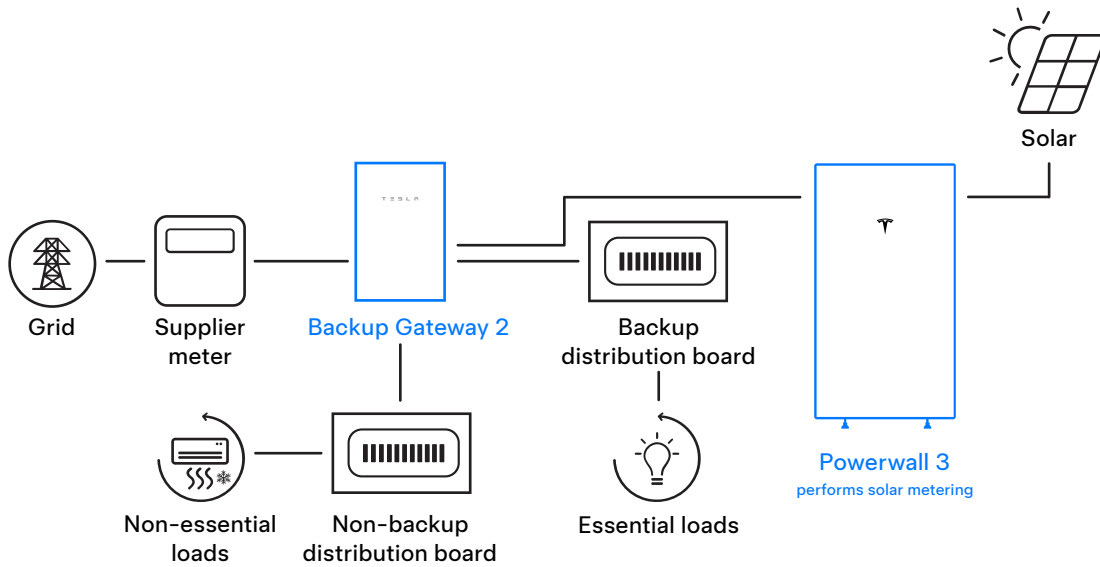 Solar
TESLA
Grid
Supplier
meter
Backup Gateway 2
Backup
distribution board
Powerwall 3
performs solar metering
Non-essential
loads
Non-backup
distribution board
Essential loads